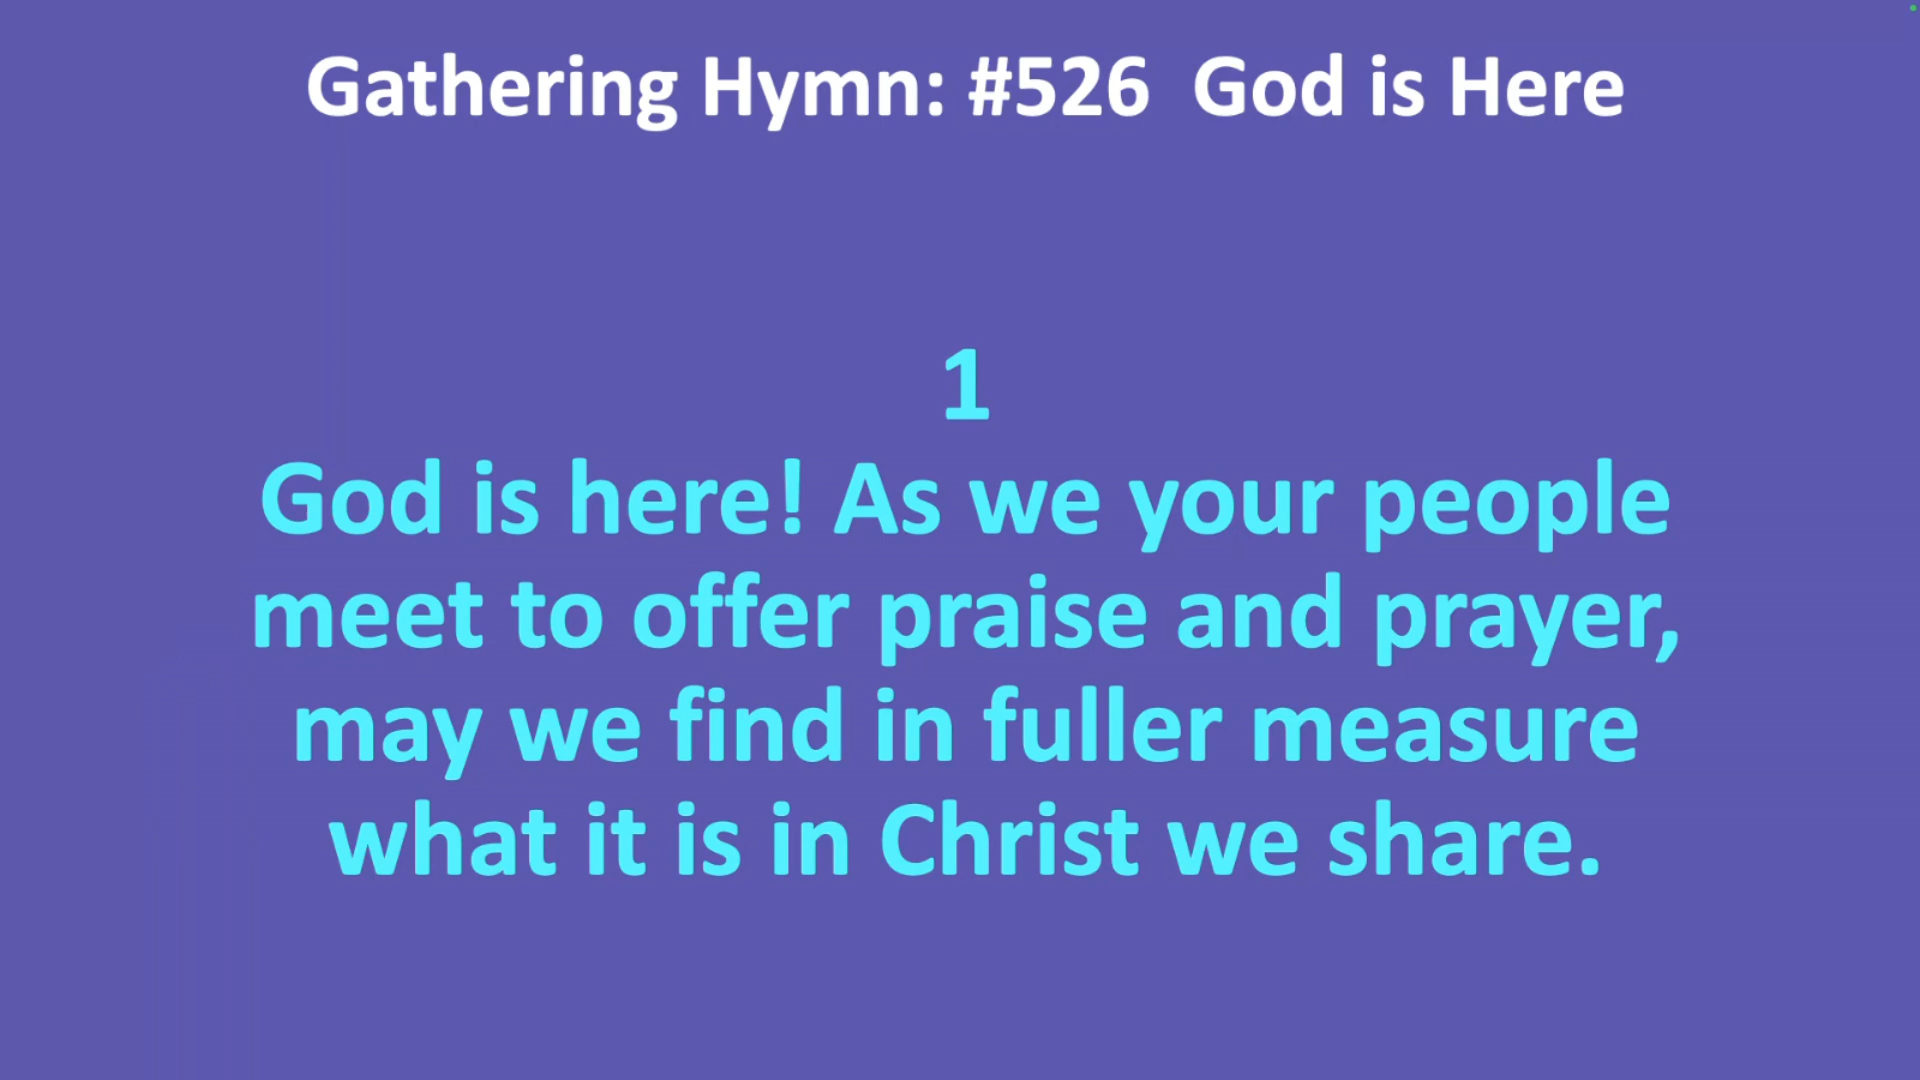 Gathering Hymn: #526  God is Here
1
God is here! As we your people
meet to offer praise and prayer,
may we find in fuller measure
what it is in Christ we share.